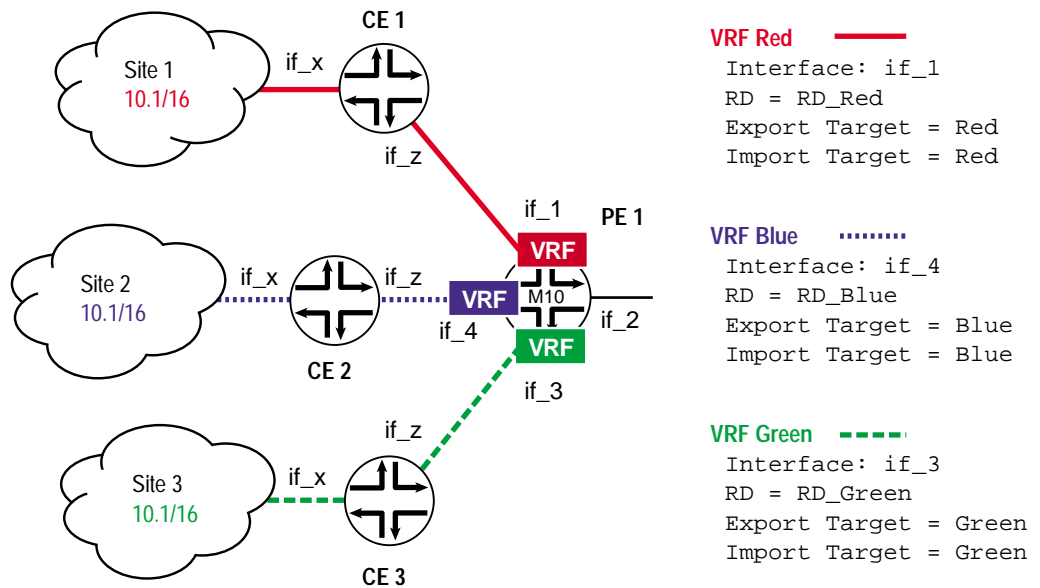 CE 1
Site 1
10.1/16
if_x
if_z
if_1
PE 1
VRF
Site 2
10.1/16
if_x
if_z
VRF
M10
if_2
if_4
CE 2
VRF
if_3
if_z
Site 3
10.1/16
if_x
CE 3
VRF Red
Interface: if_1
RD = RD_Red
Export Target = Red
Import Target = Red
VRF Blue
Interface: if_4
RD = RD_Blue
Export Target = Blue
Import Target = Blue
VRF Green
Interface: if_3
RD = RD_Green
Export Target = Green
Import Target = Green